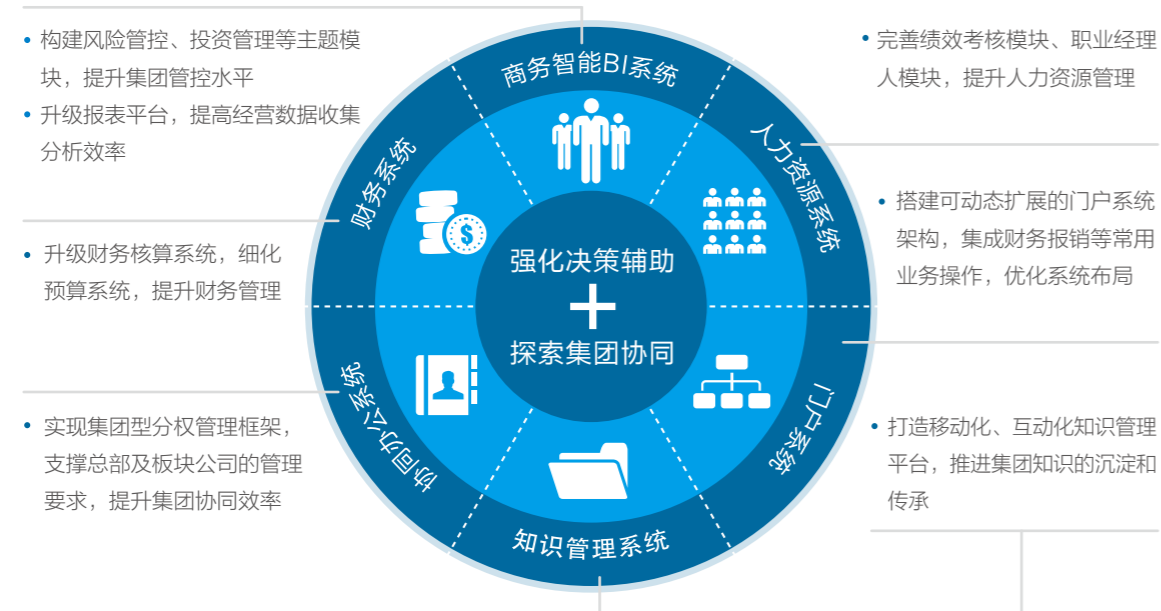 • 构建风险管控、投资管理等主题模
块，提升集团管控水平
• 升级报表平台，提高经营数据收集
分析效率
• 升级财务核算系统，细化
预算系统，提升财务管理
• 实现集团型分权管理框架，
支撑总部及板块公司的管理
要求，提升集团协同效率
商务智能BI系统
财务系统
人力资源系统
$
强化决策辅助
+
探索集团协同
协同办公系统
门户系统
知识管理系统
• 完善绩效考核模块、职业经理
人模块，提升人力资源管理
• 搭建可动态扩展的门户系统
架构，集成财务报销等常用
业务操作，优化系统布局
• 打造移动化、互动化知识管理
平台，推进集团知识的沉淀和
传承